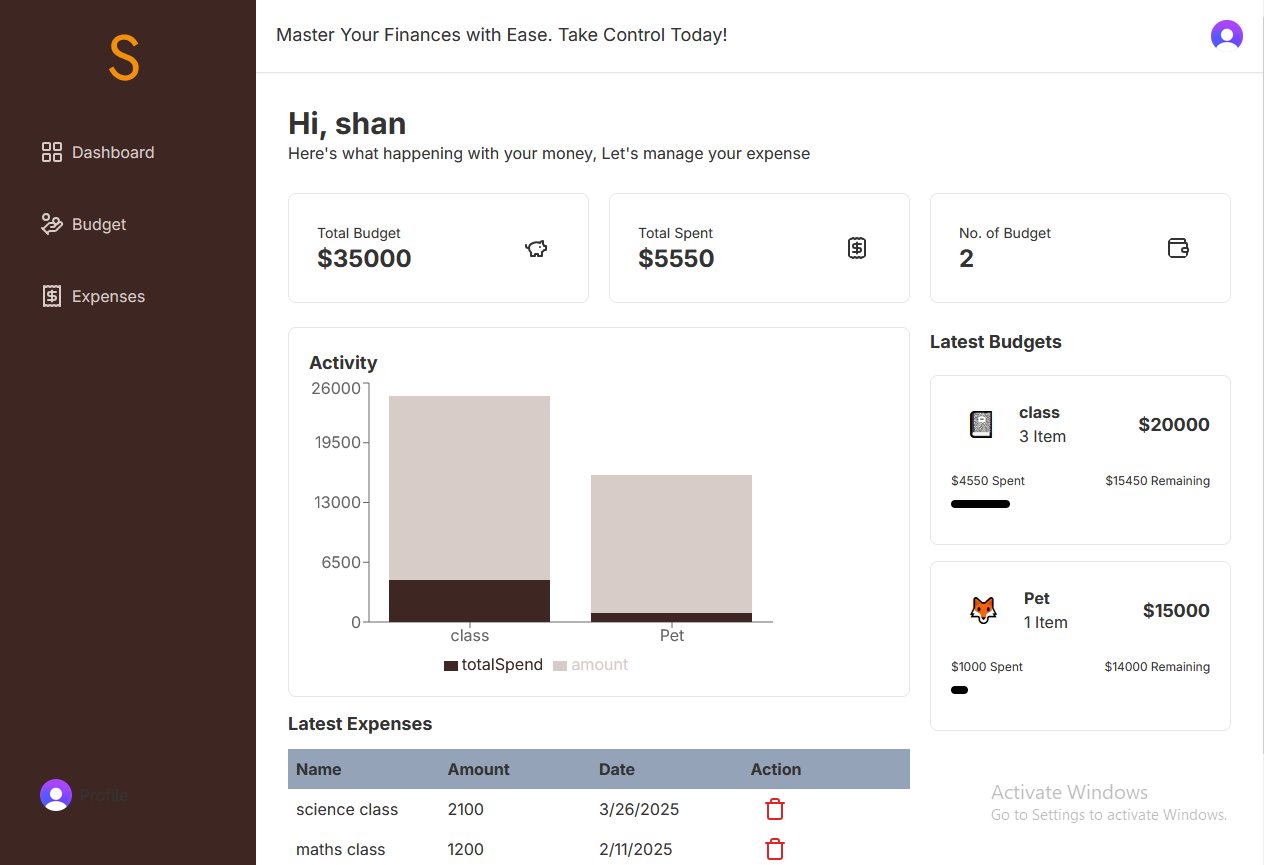 S
Master Your Finances with Ease. Take Control Today!
Dashboard
Budget
Expenses
Profile
Hi, shan
Here's what happening with your money, Let's manage your expense
Total Budget
$35000
Total Spent
$5550
No. of Budget
2
Activity
26000
19500
13000
6500
0
class
Pet
totalSpend
amount
Latest Budgets
class
3 Item
$20000
$4550 Spent
$15450 Remaining
Pet
1 Item
$15000
$1000 Spent
$14000 Remaining
Latest Expenses
Name Amount Date Action
science class 2100 3/26/2025
maths class 1200 2/11/2025
Activate Windows
Go to Settings to activate Windows.